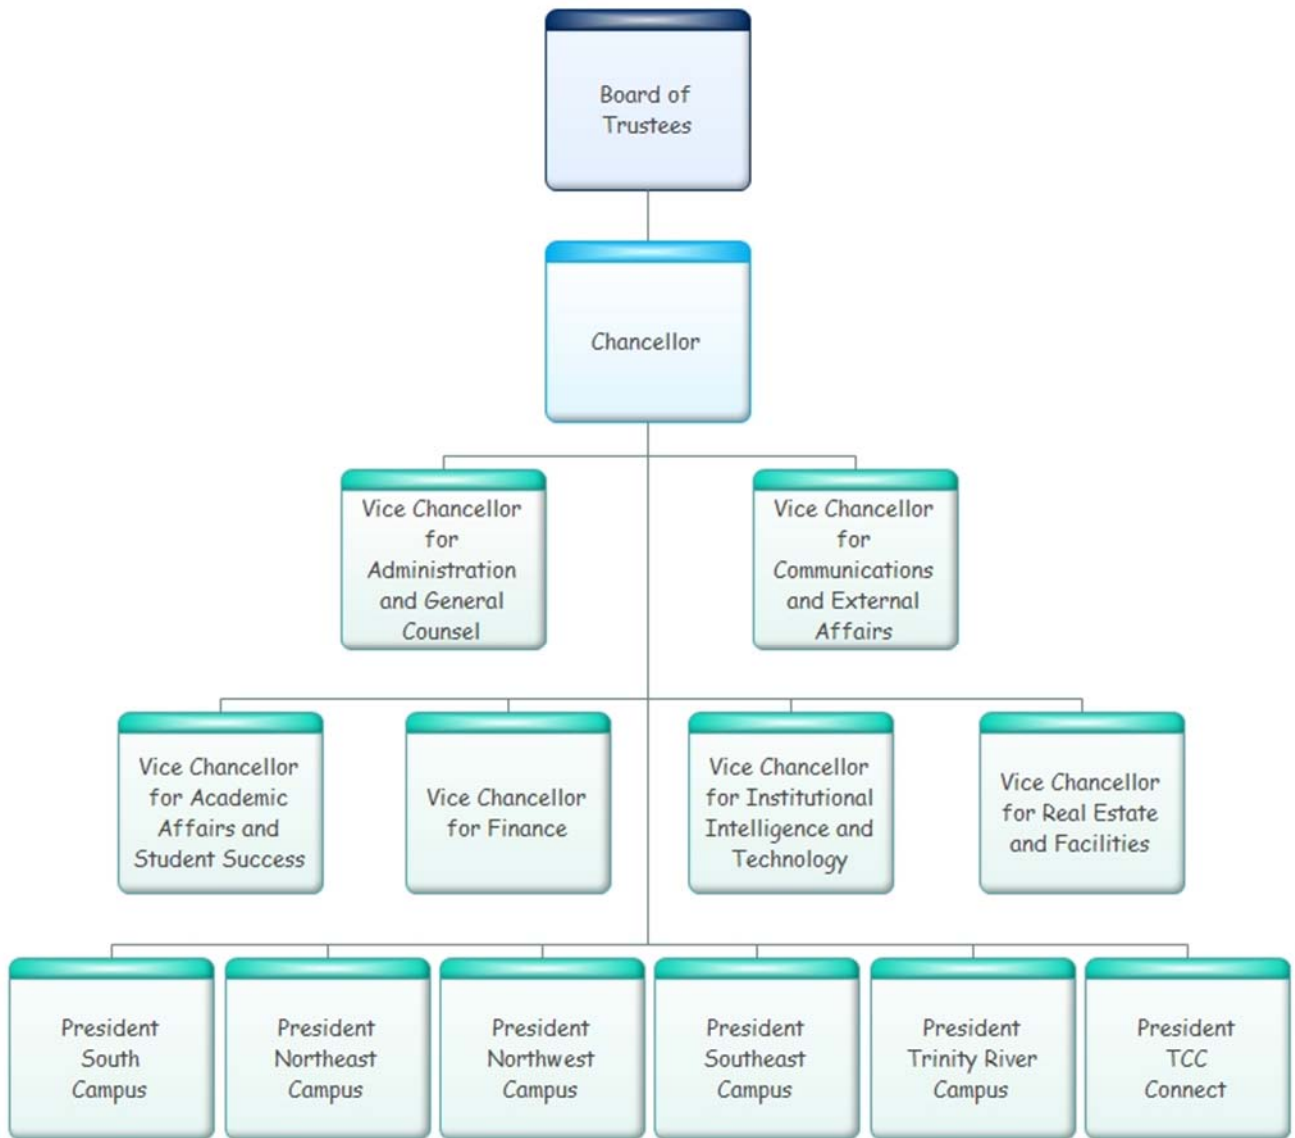 Board of
Trustees
Chancellor
Vice Chancellor
for
Administration
and General
Counsel
Vice Chancellor
for
Communications
and External
Affairs
Vice Chancellor
for Academic
Affairs and
Student Success
Vice Chancellor
for Finance
Vice Chancellor
for Institutional
Intelligence and
Technology
Vice Chancellor
for Real Estate
and Facilities
President
South
Campus
President
Northeast
Campus
President
Northwest
Campus
President
Southeast
Campus
President
Trinity River
Campus
President
TCC
Connect